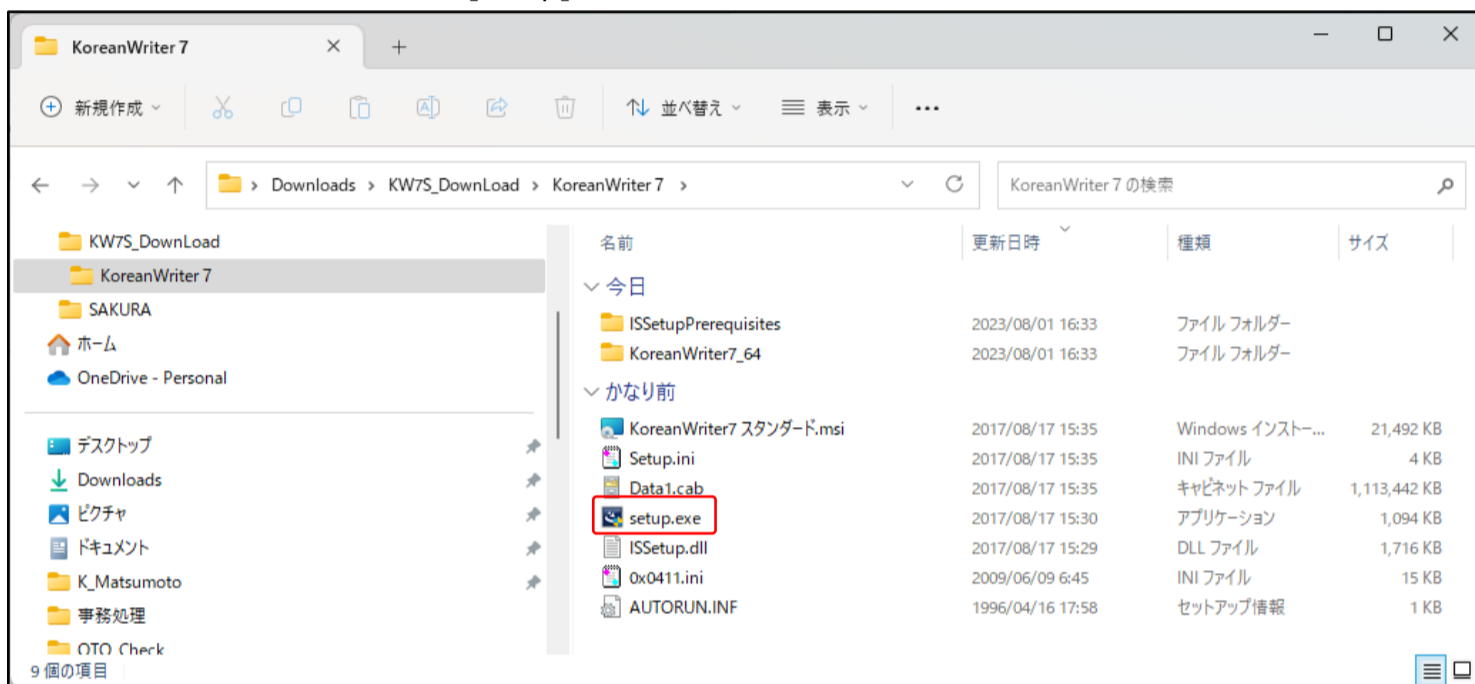 KoreanWriter 7
新規作成
並べ替え
表示
Downloads > KW7S_DownLoad > KoreanWriter 7 >
KoreanWriter 7 の検索
KW7S_DownLoad
KoreanWriter 7
SAKURA
ホーム
OneDrive - Personal
デスクトップ
Downloads
ピクチャ
ドキュメント
K_Matsumoto
事務処理
OTO_Check
名前 更新日時 種類 サイズ
今日
ISSetupPrerequisites 2023/08/01 16:33 ファイル フォルダー
KoreanWriter7_64 2023/08/01 16:33 ファイル フォルダー
かなり前
KoreanWriter7 スタンダード.msi 2017/08/17 15:35 Windows インストー... 21,492 KB
Setup.ini 2017/08/17 15:35 INI ファイル 4 KB
Data1.cab 2017/08/17 15:35 キャビネット ファイル 1,113,442 KB
setup.exe 2017/08/17 15:30 アプリケーション 1,094 KB
ISSetup.dll 2017/08/17 15:29 DLL ファイル 1,716 KB
0x0411.ini 2009/06/09 6:45 INI ファイル 15 KB
AUTORUN.INF 1996/04/16 17:58 セットアップ情報 1 KB
9 個の項目